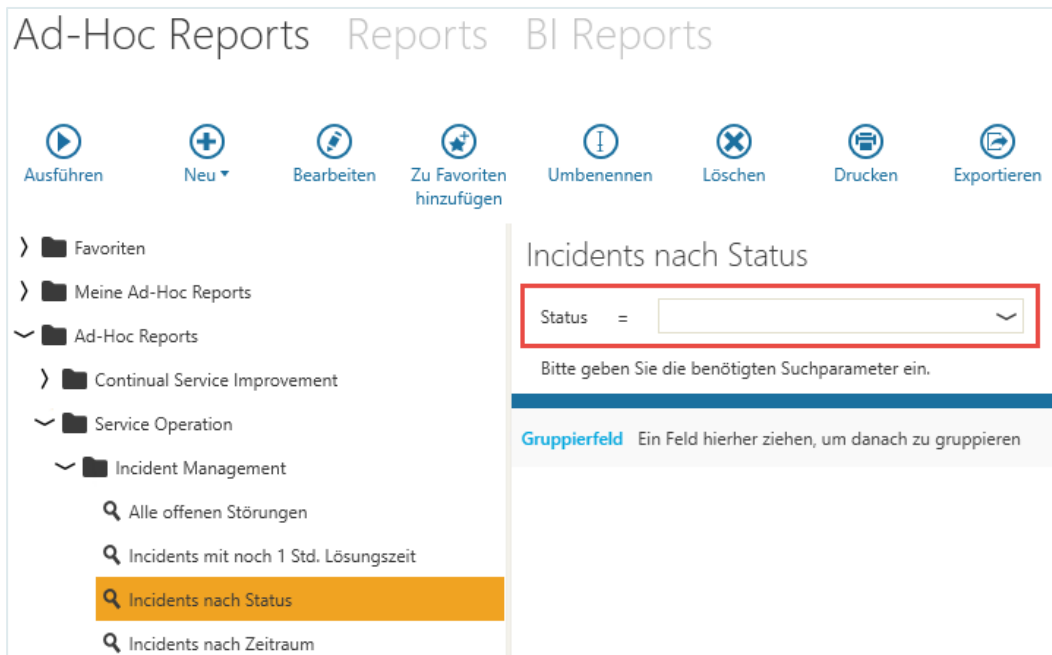 Ad-Hoc Reports Reports BI Reports
Ausführen Neu Bearbeiten Zu Favoriten hinzufügen Umbenennen Löschen Drucken Exportieren
Favoriten
Meine Ad-Hoc Reports
Ad-Hoc Reports
Continual Service Improvement
Service Operation
Incident Management
Alle offenen Störungen
Incidents mit noch 1 Std. Lösungszeit
Incidents nach Status
Incidents nach Zeitraum
Incidents nach Status
Status =
Bitte geben Sie die benötigten Suchparameter ein.
Gruppierfeld Ein Feld hierher ziehen, um danach zu gruppieren